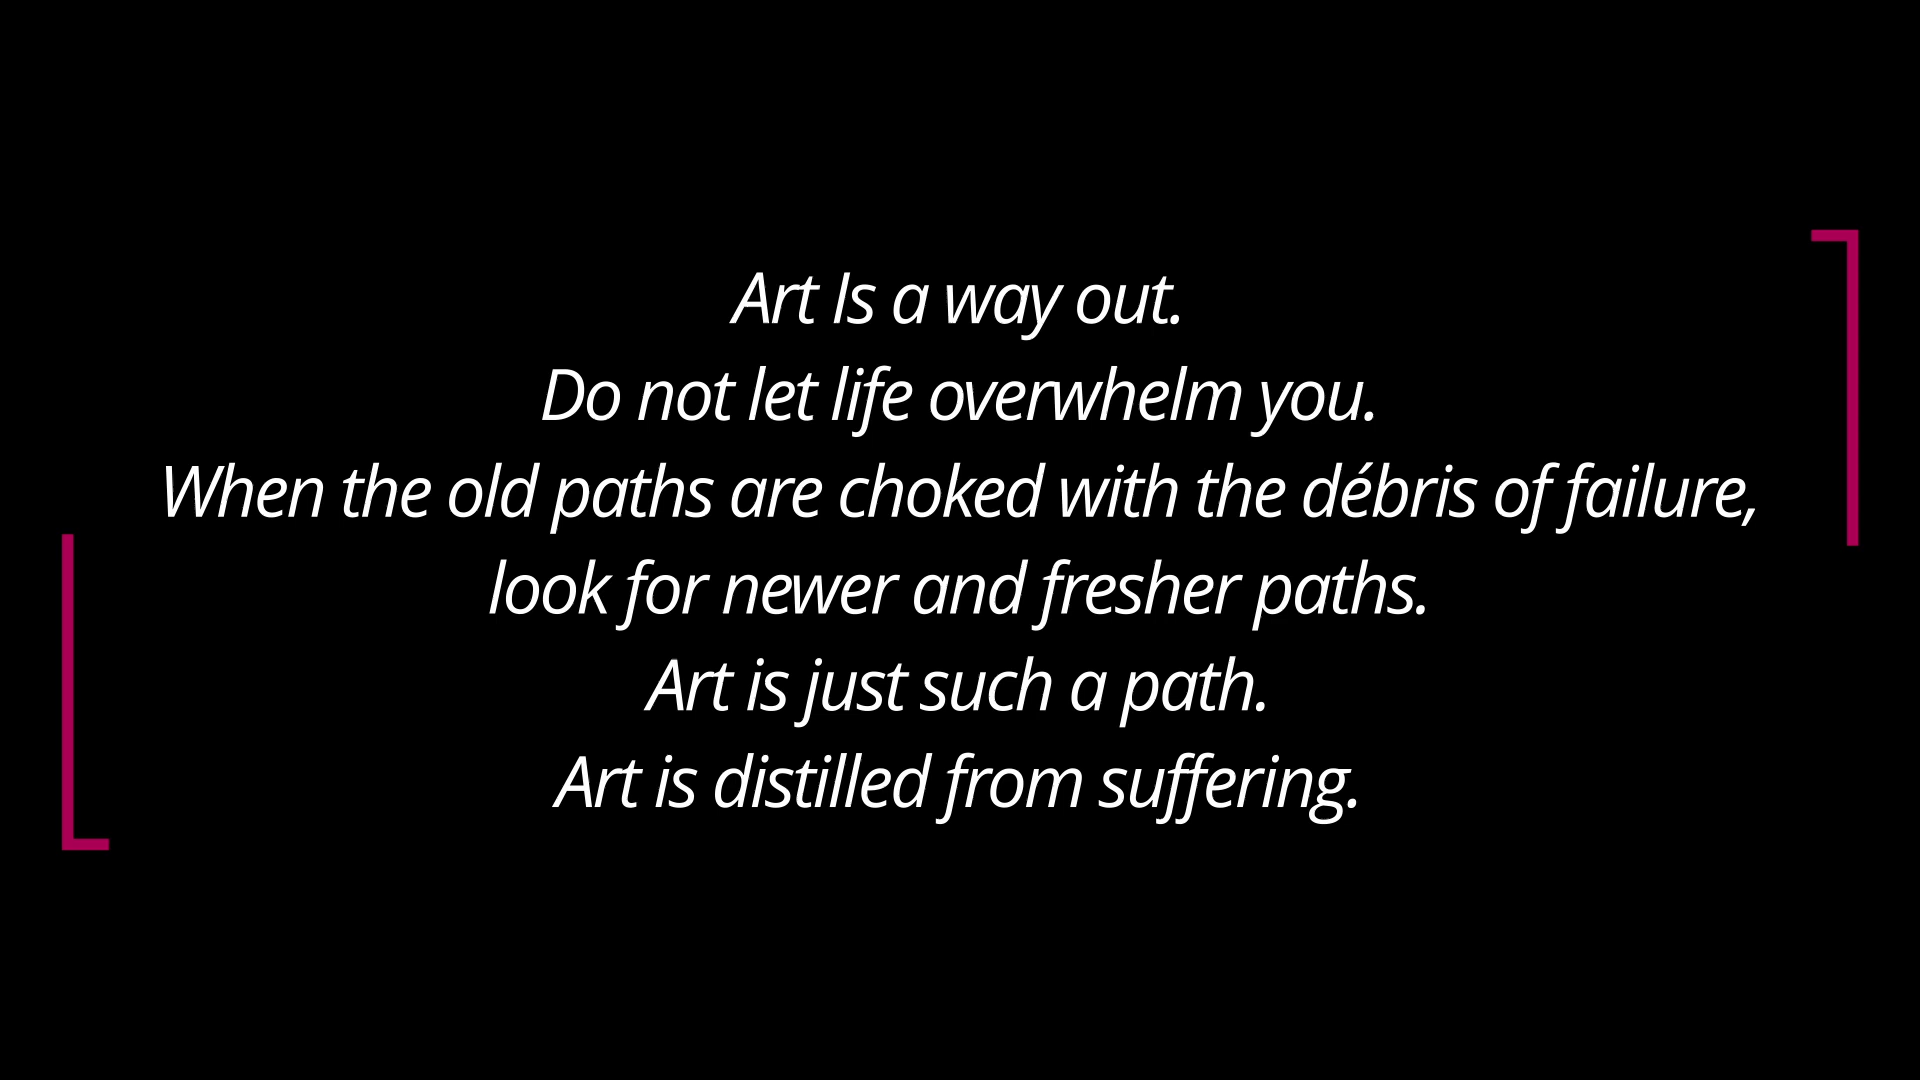 Art Is a way out.
Do not let life overwhelm you.
When the old paths are choked with the débris of failure,
look for newer and fresher paths.
Art is just such a path.
Art is distilled from suffering.